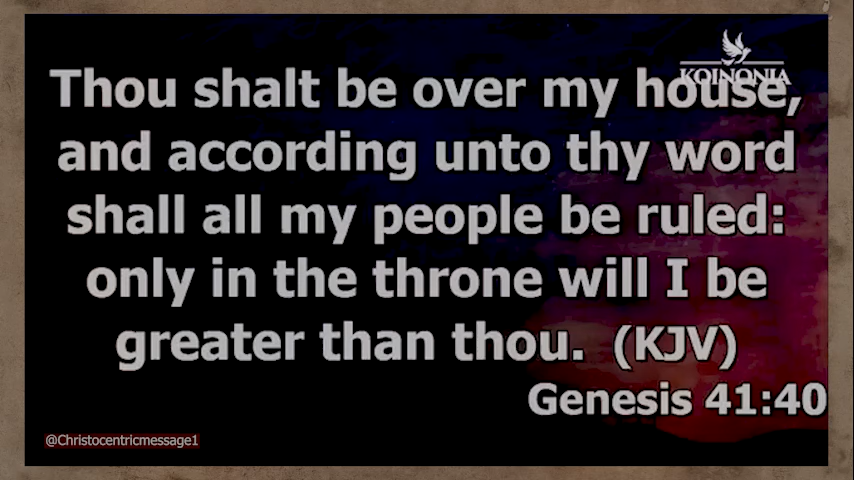 KOINONIA
Thou shalt be over my house,
and according unto thy word
shall all my people be ruled:
only in the throne will I be
greater than thou. (KJV)
Genesis 41:40
@Christocentricmessage1